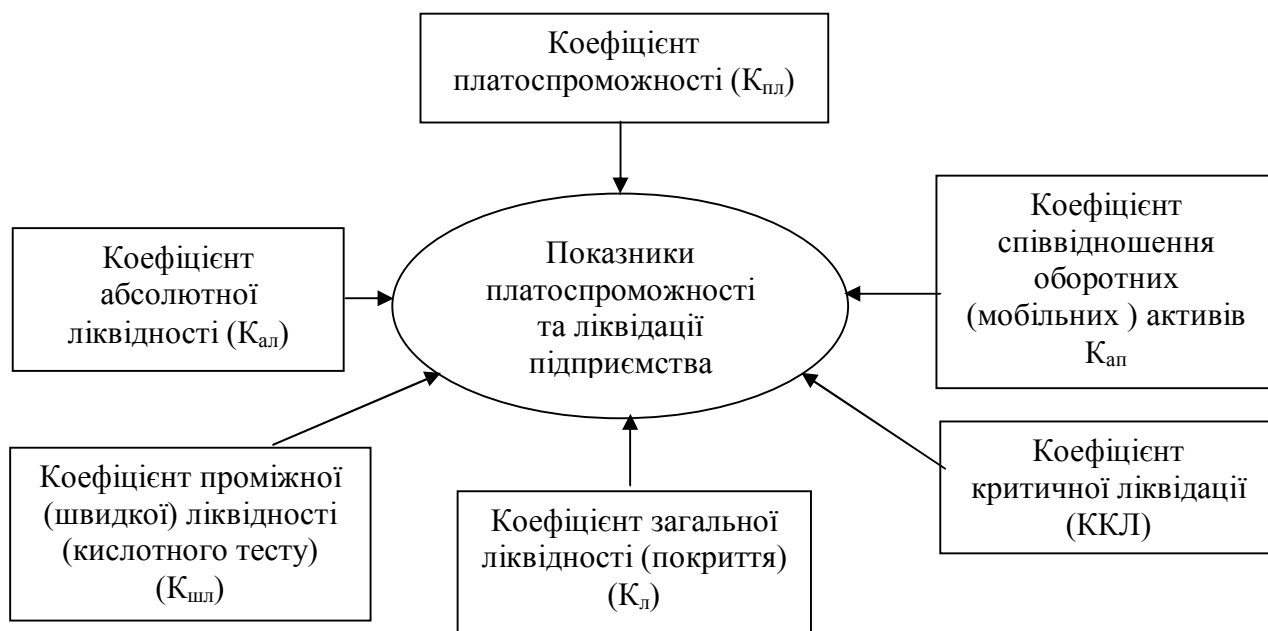 Коефіцієнт
платоспроможності (Кпл)
Коефіцієнт
абсолютної
ліквідності (Кал)
Показники
платоспроможності
та ліквідації
підприємства
Коефіцієнт
співвідношення
оборотних
(мобільних ) активів
Кап
Коефіцієнт проміжної
(швидкої) ліквідності
(кислотного тесту)
(Кшл)
Коефіцієнт загальної
ліквідності (покриття)
(Кл)
Коефіцієнт
критичної ліквідації
(ККЛ)